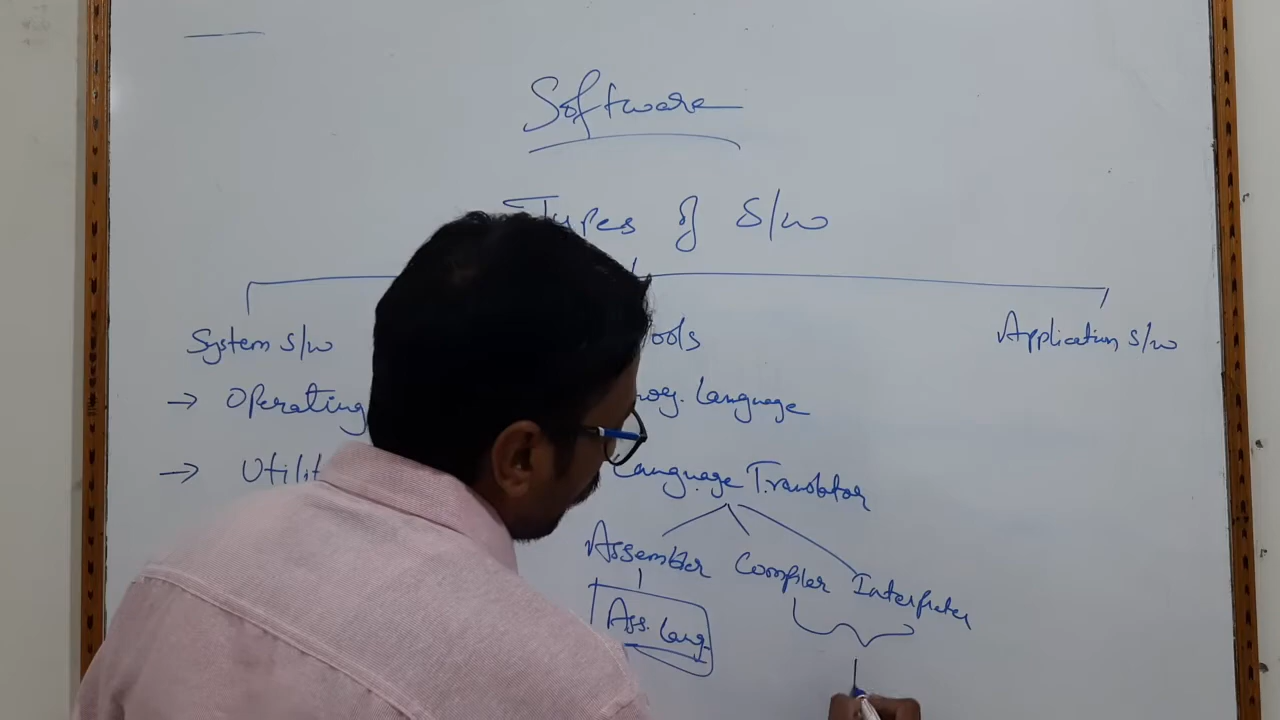 Software
Types of S/w
System S/w
ools
Application S/w
→ Operating
rog. Language
→ Utilit
Language Translator
Assembler Compiler Interpreter
Ass. Lang